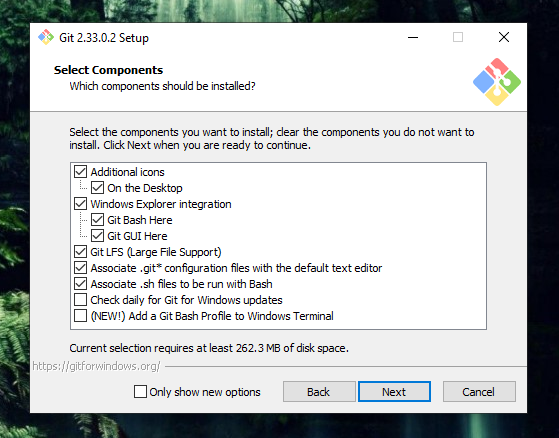 Git 2.33.0.2 Setup
Select Components
Which components should be installed?
Select the components you want to install; clear the components you do not want to
install. Click Next when you are ready to continue.
Additional icons
On the Desktop
Windows Explorer integration
Git Bash Here
Git GUI Here
Git LFS (Large File Support)
Associate .git* configuration files with the default text editor
Associate .sh files to be run with Bash
Check daily for Git for Windows updates
(NEW!) Add a Git Bash Profile to Windows Terminal
Current selection requires at least 262.3 MB of disk space.
https://gitforwindows.org/
Only show new options
Back
Next
Cancel